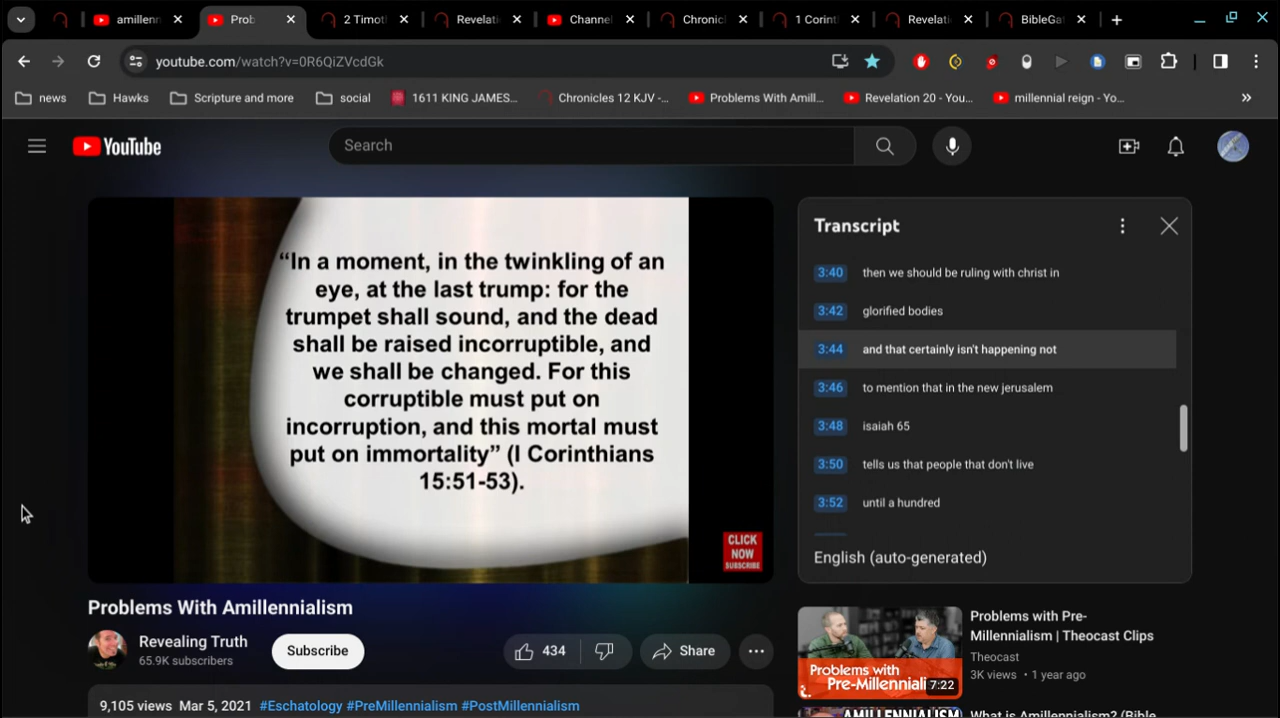 amillenn
Prob
2 Timoth
Revelati
Channel
Chronicl
1 Corint
Revelati
BibleGat
youtube.com/watch?v=0R6QiZVcdGk
news
Hawks
Scripture and more
social
1611 KING JAMES...
Chronicles 12 KJV -...
Problems With Amill...
Revelation 20 - You...
millennial reign - Yo...
YouTube
Search
“In a moment, in the twinkling of an
eye, at the last trump: for the
trumpet shall sound, and the dead
shall be raised incorruptible, and
we shall be changed. For this
corruptible must put on
incorruption, and this mortal must
put on immortality” (I Corinthians
15:51-53).
CLICK
NOW
SUBSCRIBE
Transcript
3:40 then we should be ruling with christ in
3:42 glorified bodies
3:44 and that certainly isn't happening not
3:46 to mention that in the new jerusalem
3:48 isaiah 65
3:50 tells us that people that don't live
3:52 until a hundred
English (auto-generated)
Problems With Amillennialism
Revealing Truth
65.9K subscribers
Subscribe
434
Share
9,105 views Mar 5, 2021 #Eschatology #PreMillennialism #PostMillennialism
Problems with
Pre-Millenniali
7:22
Problems with Pre-
Millennialism | Theocast Clips
Theocast
3K views • 1 year ago
AMILLENNIALISM
What is Amillennialism? (Bible